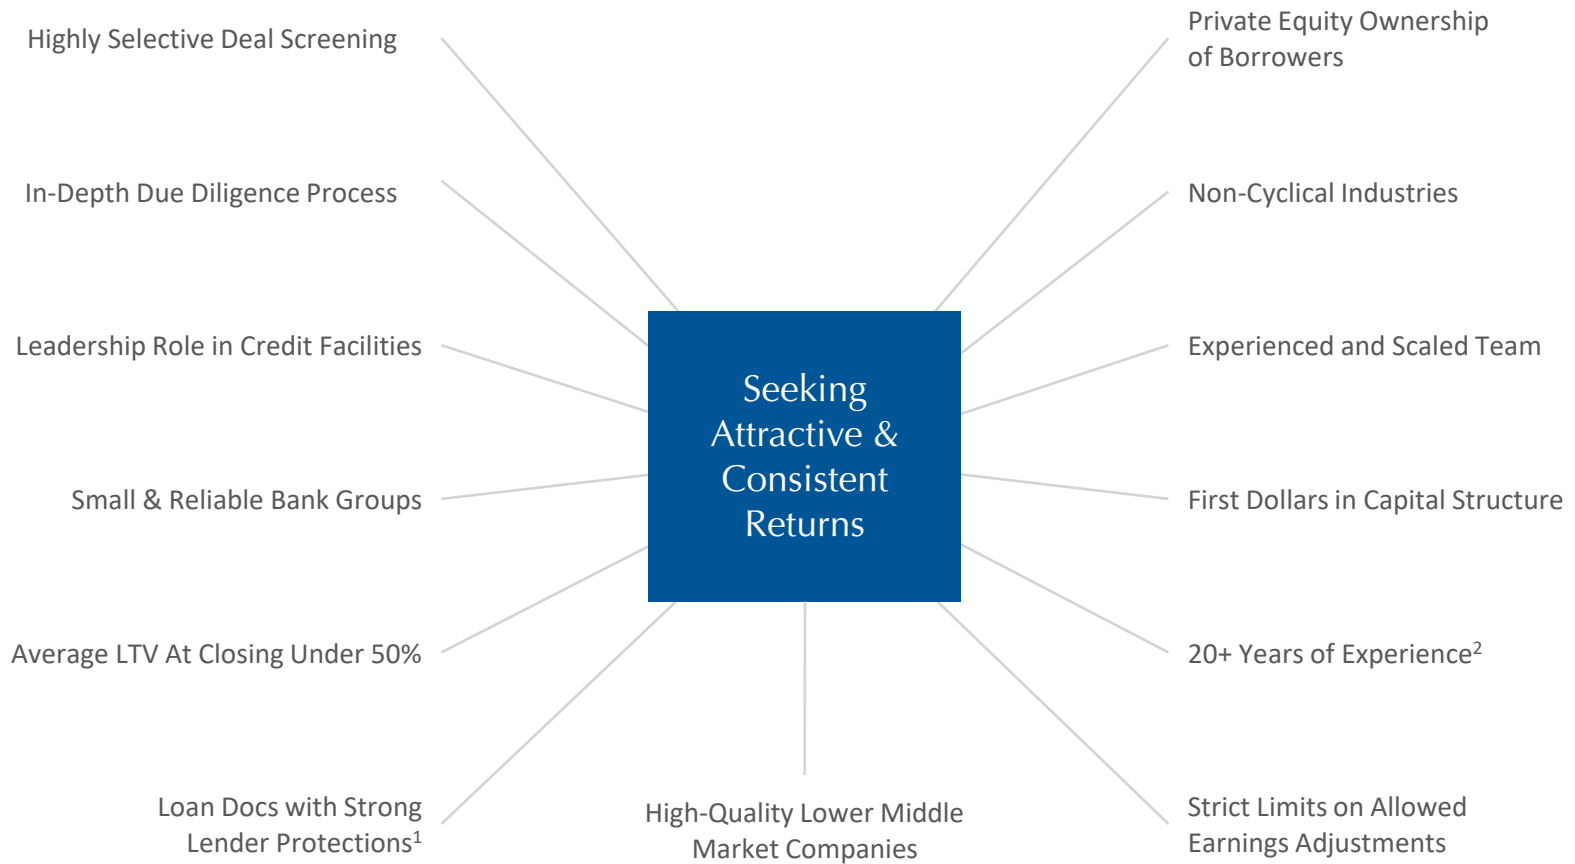 Highly Selective Deal Screening
In-Depth Due Diligence Process
Leadership Role in Credit Facilities
Small & Reliable Bank Groups
Average LTV At Closing Under 50%
Loan Docs with Strong
Lender Protections¹
Seeking
Attractive &
Consistent
Returns
High-Quality Lower Middle
Market Companies
Private Equity Ownership
of Borrowers
Non-Cyclical Industries
Experienced and Scaled Team
First Dollars in Capital Structure
20+ Years of Experience²
Strict Limits on Allowed
Earnings Adjustments